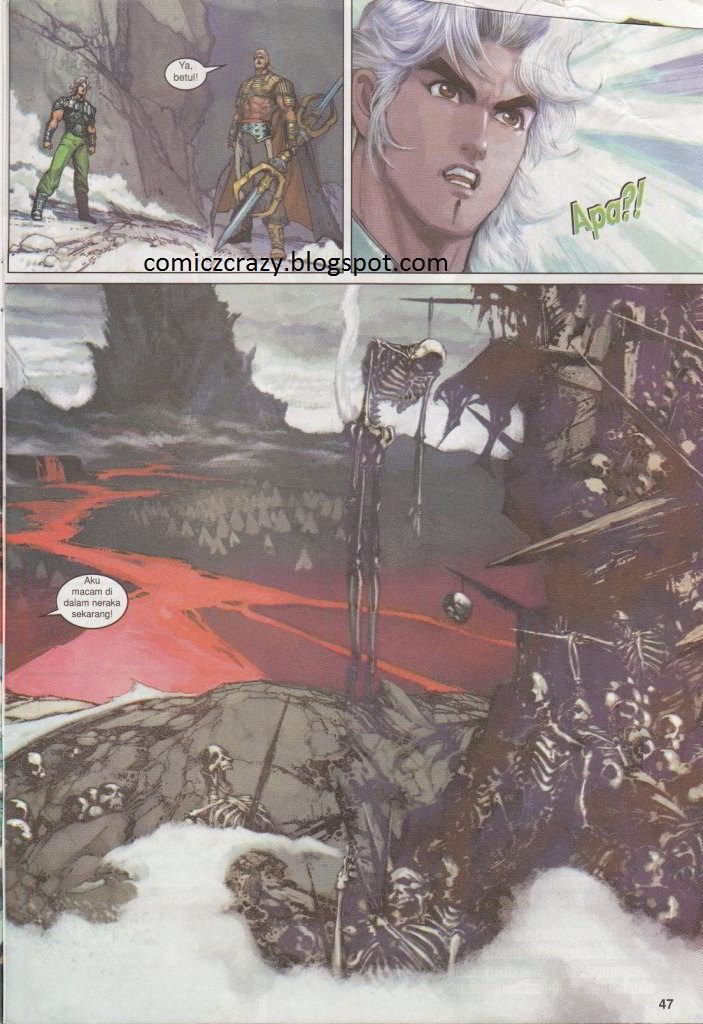 Ya,
betul!
Apa?!
comiczcrazy.blogspot.com
Aku
macam di
dalam neraka
sekarang!
47